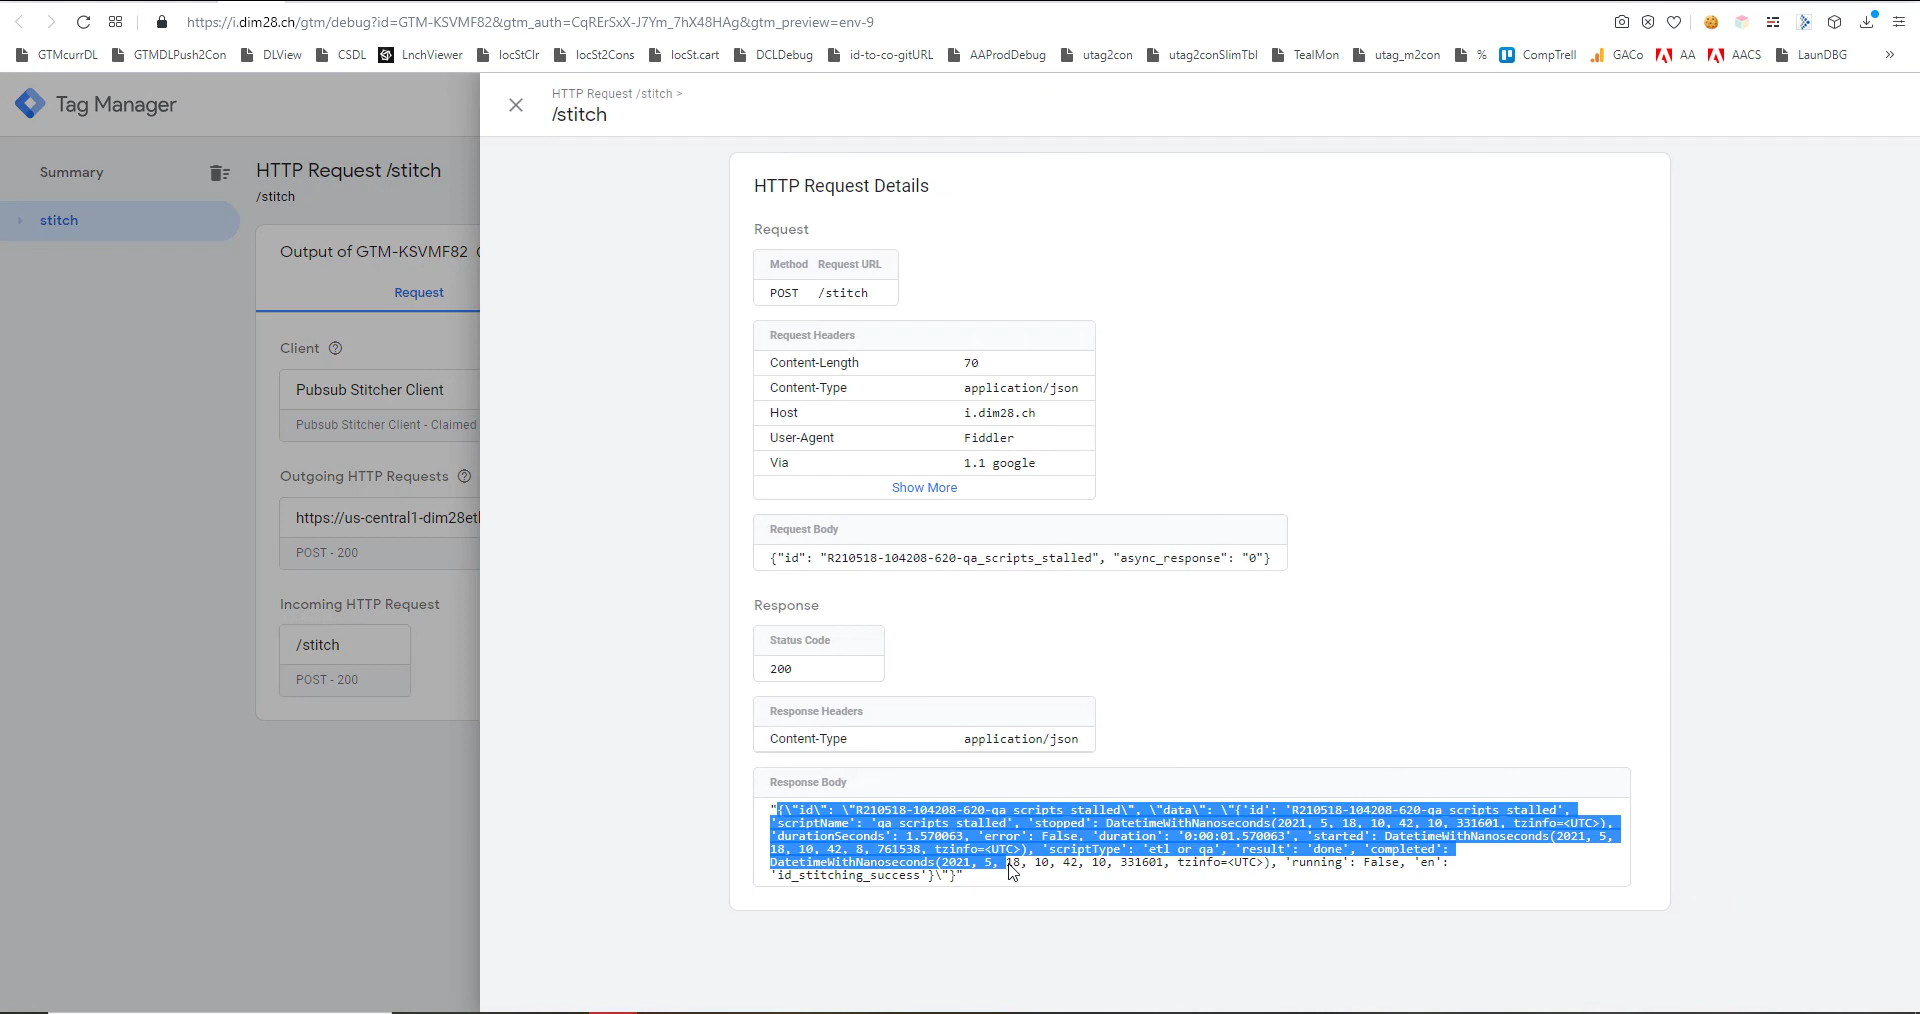 https://i.dim28.ch/gtm/debug?id=GTM-KSVMF82&gtm_auth=CqRErSxX-J7Ym_7hX48HAg&gtm_preview=env-9
GTMcurrDL GTMDLPush2Con DLView CSDL LnchViewer locStClr locSt2Cons locSt.cart DCLDebug id-to-co-gitURL AAProdDebug utag2con utag2conSlimTbl TealMon utag_m2con % CompTrell GACo AA AACS LaunDBG »
Tag Manager
HTTP Request /stitch >
/stitch
Summary
stitch
HTTP Request /stitch
/stitch
Output of GTM-KSVMF82
Request
Client
Pubsub Stitcher Client
Pubsub Stitcher Client - Claimed
Outgoing HTTP Requests
https://us-central1-dim28etl
POST - 200
Incoming HTTP Request
/stitch
POST - 200
HTTP Request Details
Request
Method Request URL
POST /stitch
Request Headers
Content-Length 70
Content-Type application/json
Host i.dim28.ch
User-Agent Fiddler
Via 1.1 google
Show More
Request Body
{"id": "R210518-104208-620-qa_scripts_stalled", "async_response": "0"}
Response
Status Code
200
Response Headers
Content-Type application/json
Response Body
"{\"id\": \"R210518-104208-620-qa_scripts_stalled\", \"data\": \"{'id': 'R210518-104208-620-qa_scripts_stalled',
'scriptName': 'qa_scripts_stalled', 'stopped': DatetimeWithNanoseconds(2021, 5, 18, 10, 42, 10, 331601, tzinfo=<UTC>),
'durationSeconds': 1.570063, 'error': False, 'duration': '0:00:01.570063', 'started': DatetimeWithNanoseconds(2021, 5,
18, 10, 42, 8, 761538, tzinfo=<UTC>), 'scriptType': 'etl or qa', 'result': 'done', 'completed':
DatetimeWithNanoseconds(2021, 5, 18, 10, 42, 10, 331601, tzinfo=<UTC>), 'running': False, 'en':
'id_stitching_success'}\"}"